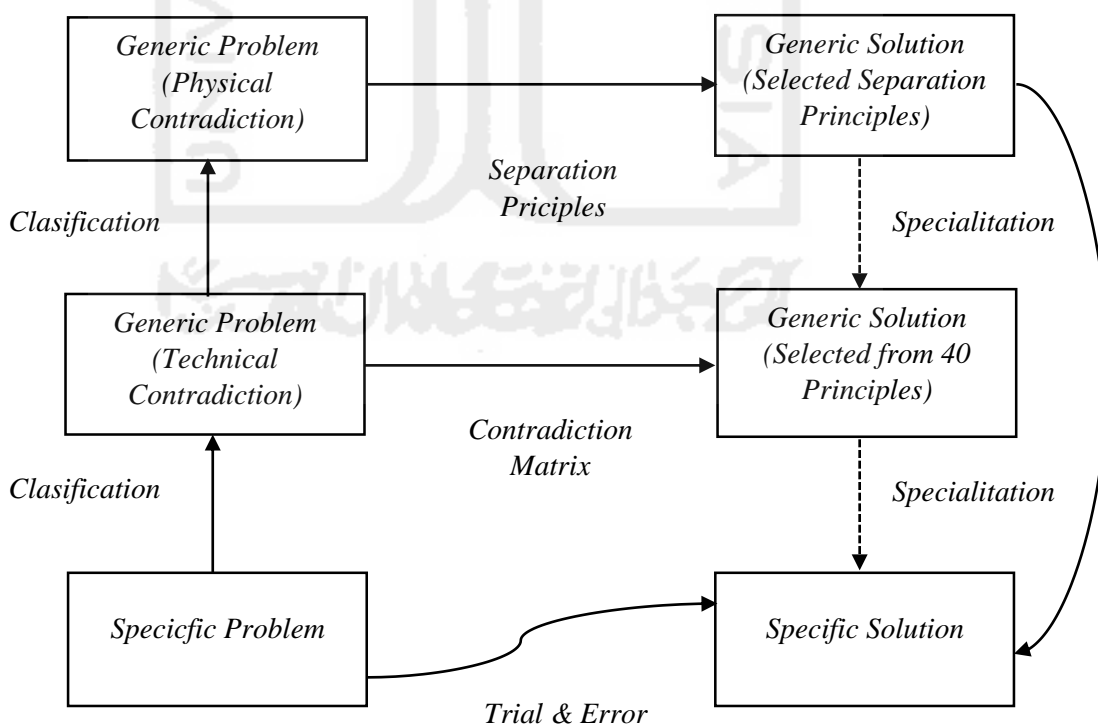 Generic Problem
(Physical
Contradiction)
Generic Solution
(Selected Separation
Principles)
Separation
Priciples
Clasification
Specialitation
Generic Problem
(Technical
Contradiction)
Generic Solution
(Selected from 40
Principles)
Contradiction
Matrix
Clasification
Specialitation
Specicfic Problem
Specific Solution
Trial & Error